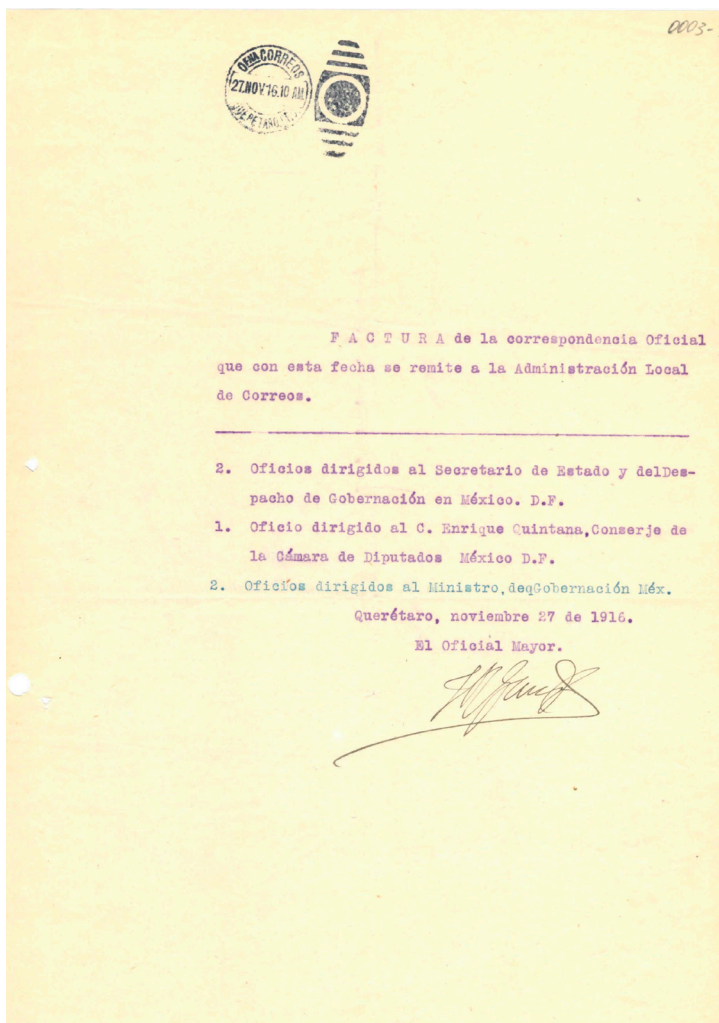 0003-
OFNA CORREOS
27.NOV 16.10 AM
QUERETARO
F A C T U R A de la correspondencia Oficial
que con esta fecha se remite a la Administración Local
de Correos.
2. Oficios dirigidos al Secretario de Estado y delDes-
pacho de Gobernación en México. D.F.
1. Oficio dirigido al C. Enrique Quintana,Conserje de
la Cámara de Diputados México D.F.
2. Oficios dirigidos al Ministro,deqGobernación Méx.
Querétaro, noviembre 27 de 1916.
El Oficial Mayor.